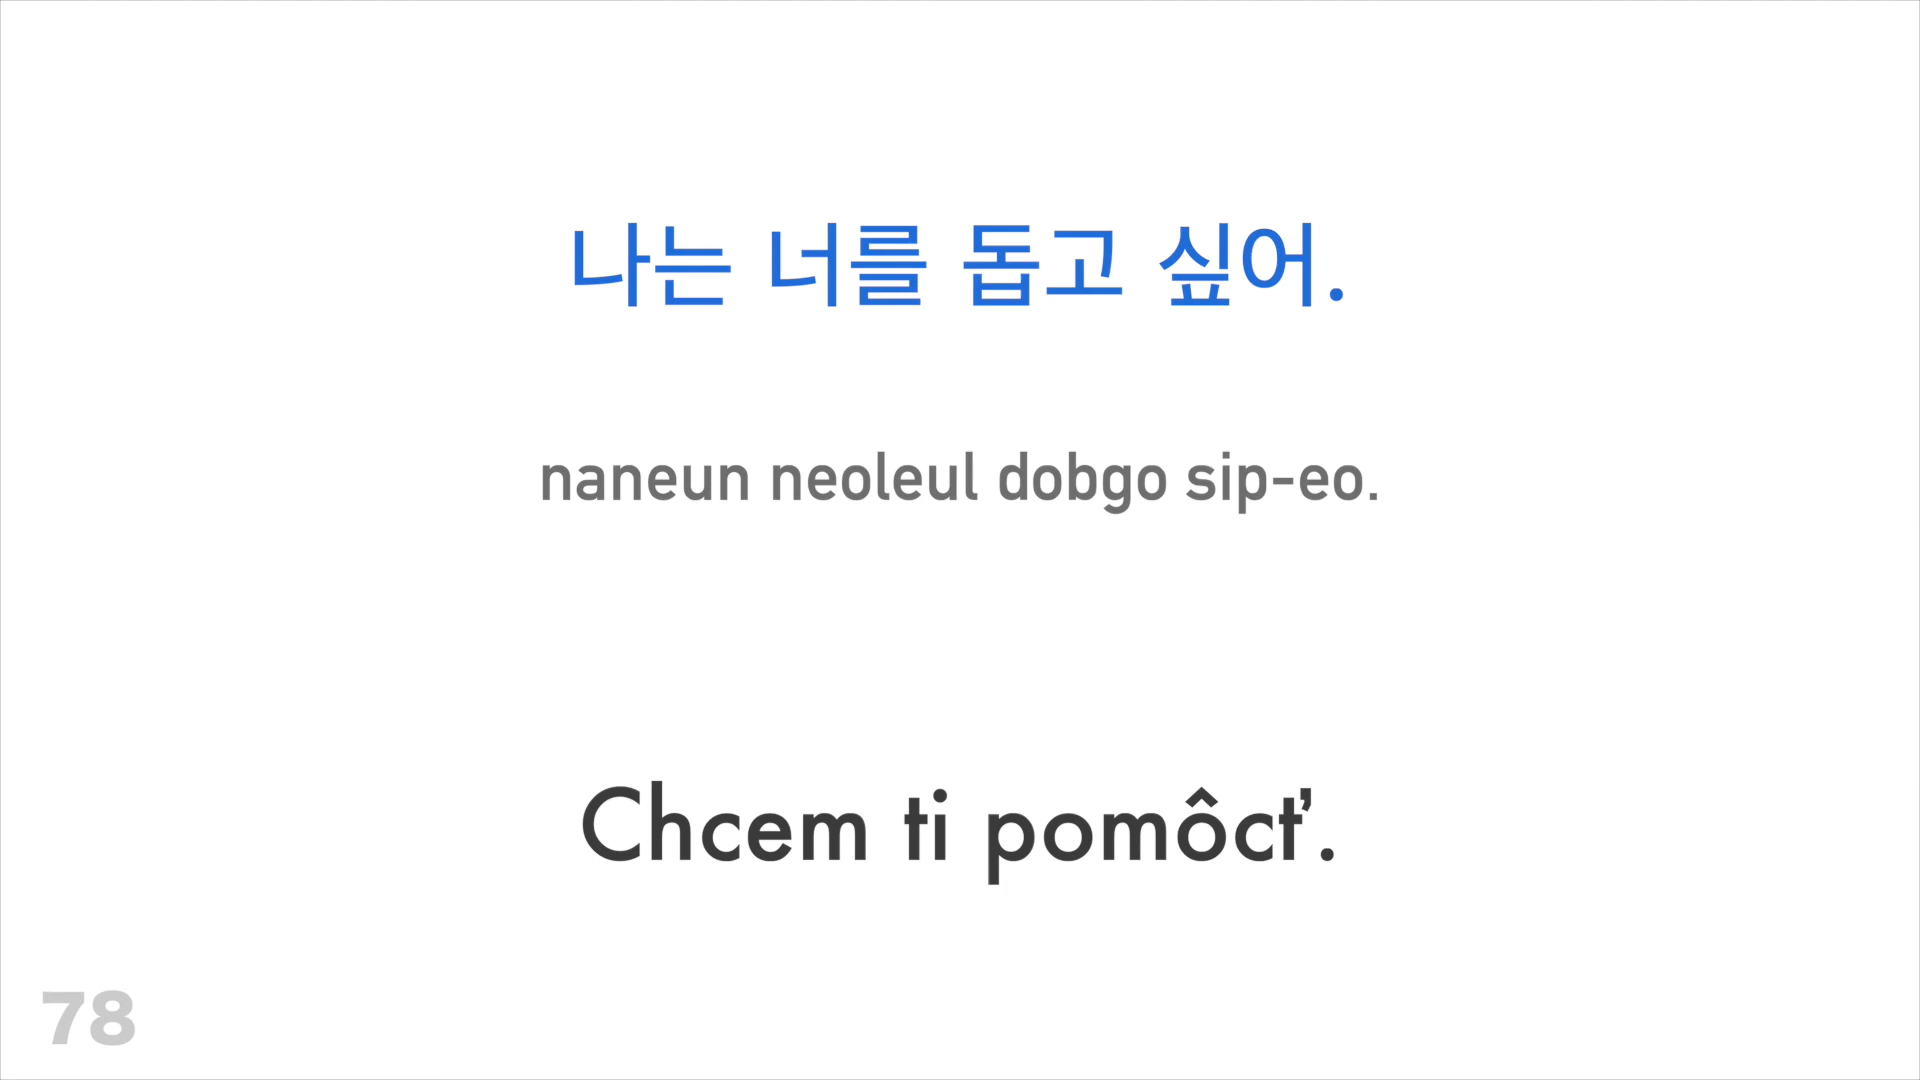 나는 너를 돕고 싶어.
naneun neoleul dobgo sip-eo.
Chcem ti pomôcť.
78